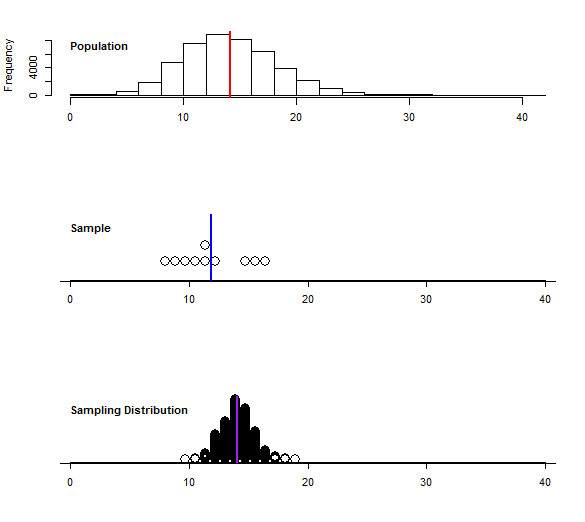 Population
Frequency
4000
0
0 10 20 30 40
Sample
0 10 20 30 40
Sampling Distribution
0 10 20 30 40